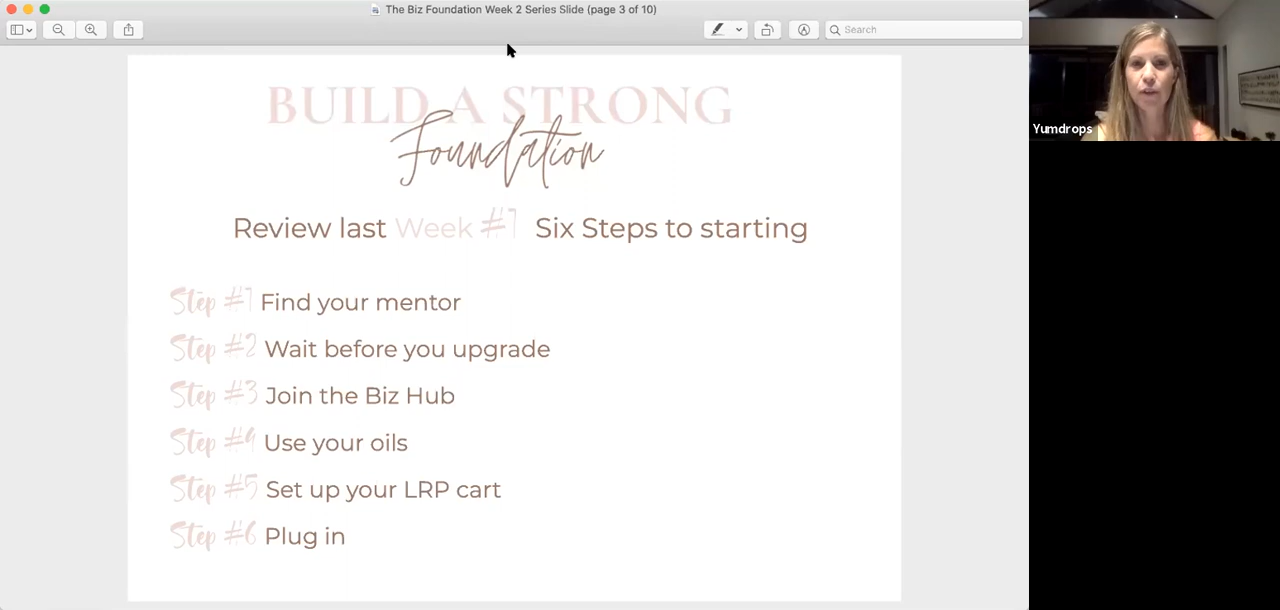 The Biz Foundation Week 2 Series Slide (page 3 of 10)
Search
BUILD A STRONG
Foundation
Review last Week #1 Six Steps to starting
Step #1 Find your mentor
Step #2 Wait before you upgrade
Step #3 Join the Biz Hub
Step #4 Use your oils
Step #5 Set up your LRP cart
Step #6 Plug in
Yumdrops